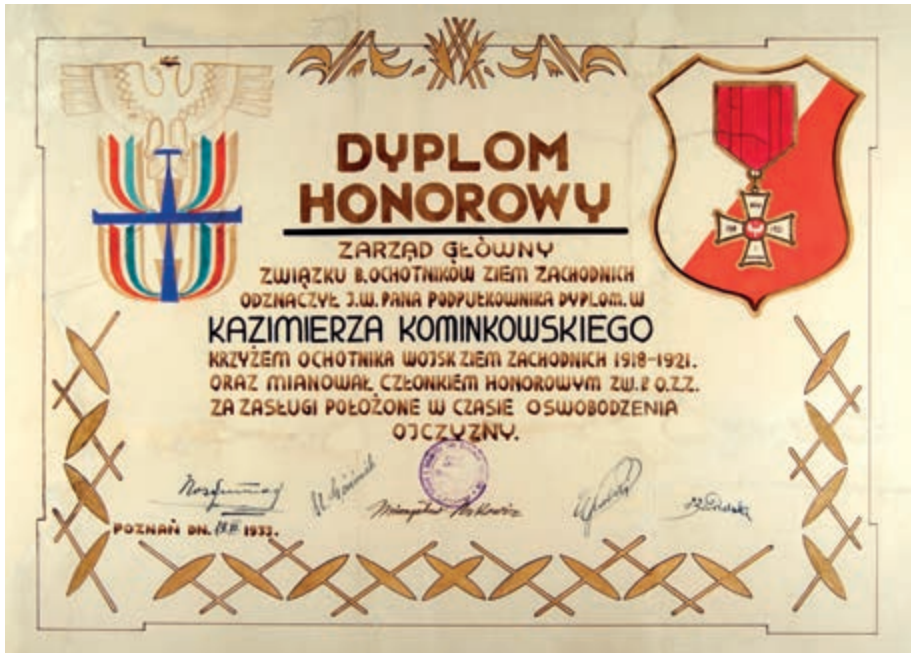 DYPLOM
HONOROWY
ZARZĄD GŁÓWNY
ZWIĄZKU B.OCHOTNIKÓW ZIEM ZACHODNICH
ODZNACZYŁ J.W. PANA PODPUŁKOWNIKA DYPLOM. W
KAZIMIERZA KOMINKOWSKIEGO
KRZYŻEM OCHOTNIKA WOJSK ZIEM ZACHODNICH 1918-1921.
ORAZ MIANOWAŁ CZŁONKIEM HONOROWYM ZW. B O.Z.Z.
ZA ZASŁUGI POŁOŻONE W CZASIE OSWOBODZENIA
OJCZYZNY.
POZNAŃ DN. 1933.